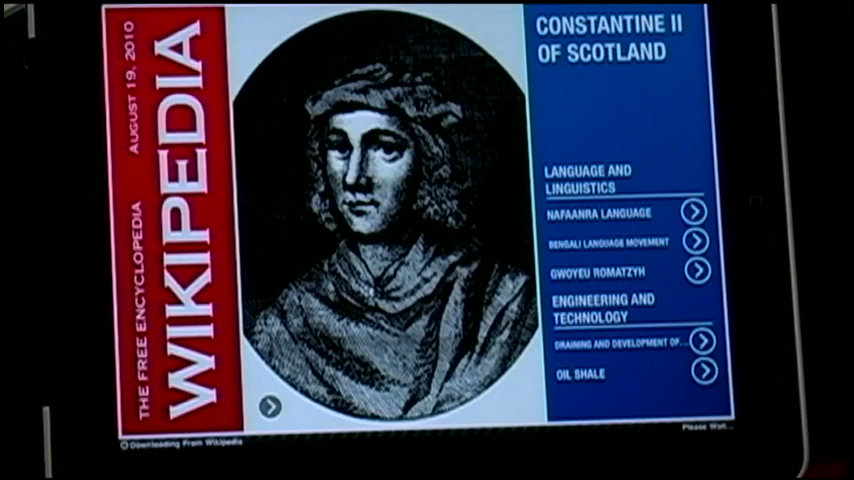 AUGUST 19, 2010
THE FREE ENCYCLOPEDIA
WIKIPEDIA
CONSTANTINE II
OF SCOTLAND
LANGUAGE AND
LINGUISTICS
NAFAANRA LANGUAGE
BENGALI LANGUAGE MOVEMENT
GWOYEU ROMATZYH
ENGINEERING AND
TECHNOLOGY
DRAINING AND DEVELOPMENT OF...
OIL SHALE
Downloading From Wikipedia
Please Wait...